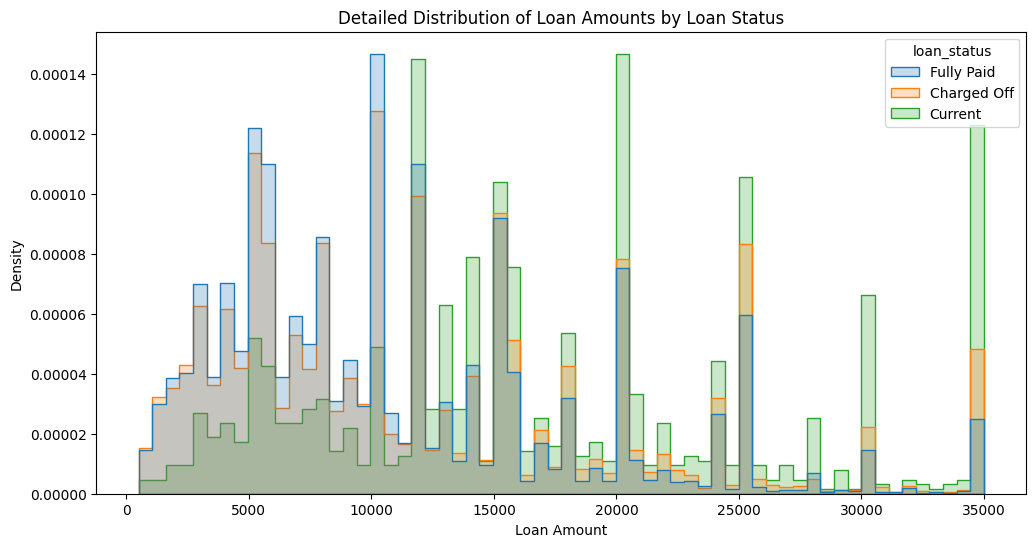 Detailed Distribution of Loan Amounts by Loan Status
loan_status
Fully Paid
Charged Off
Current
0.00014
0.00012
0.00010
0.00008
0.00006
0.00004
0.00002
0.00000
Density
0
5000
10000
15000
20000
25000
30000
35000
Loan Amount